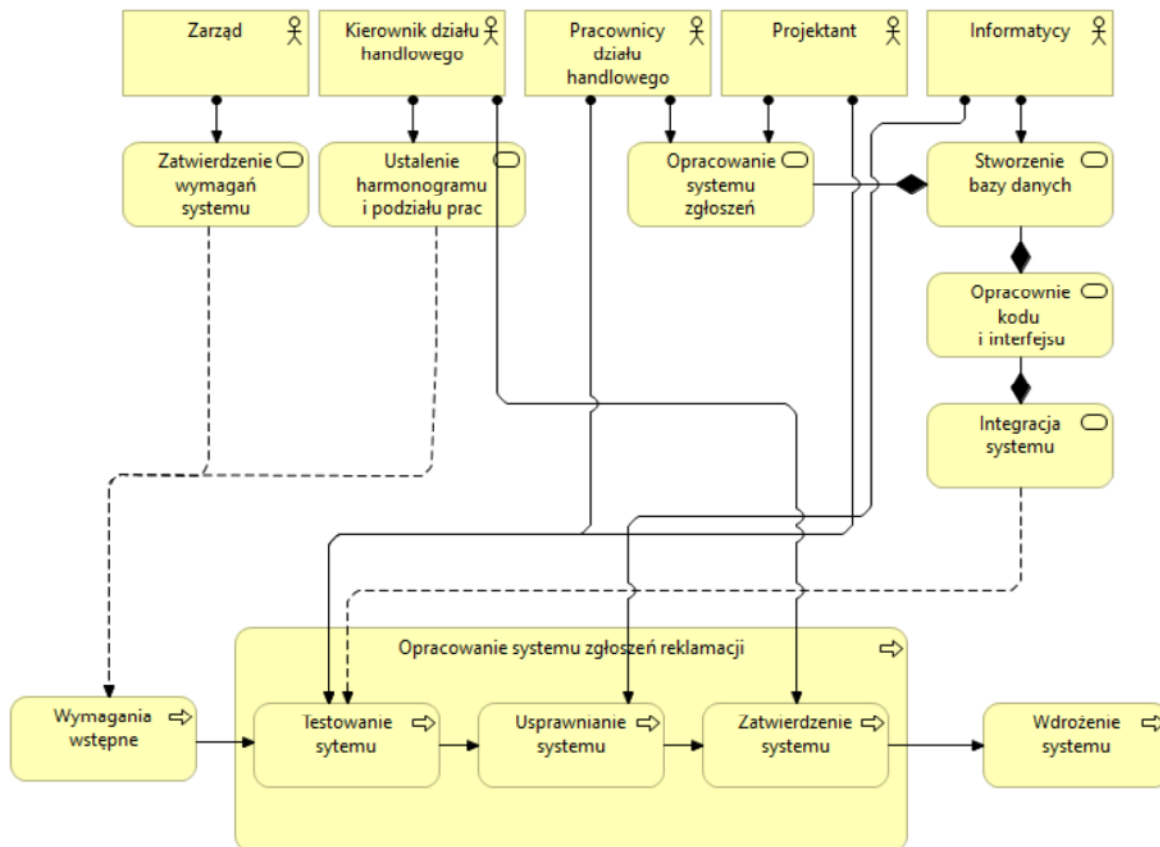 Zarząd
Kierownik działu
handlowego
Pracownicy
działu
handlowego
Projektant
Informatycy
Zatwierdzenie
wymagań
systemu
Ustalenie
harmonogramu
i podziału prac
Opracowanie
systemu
zgłoszeń
Stworzenie
bazy danych
Opracownie
kodu
i interfejsu
Integracja
systemu
Opracowanie systemu zgłoszeń reklamacji
Wymagania
wstępne
Testowanie
sytemu
Usprawnianie
systemu
Zatwierdzenie
systemu
Wdrożenie
systemu